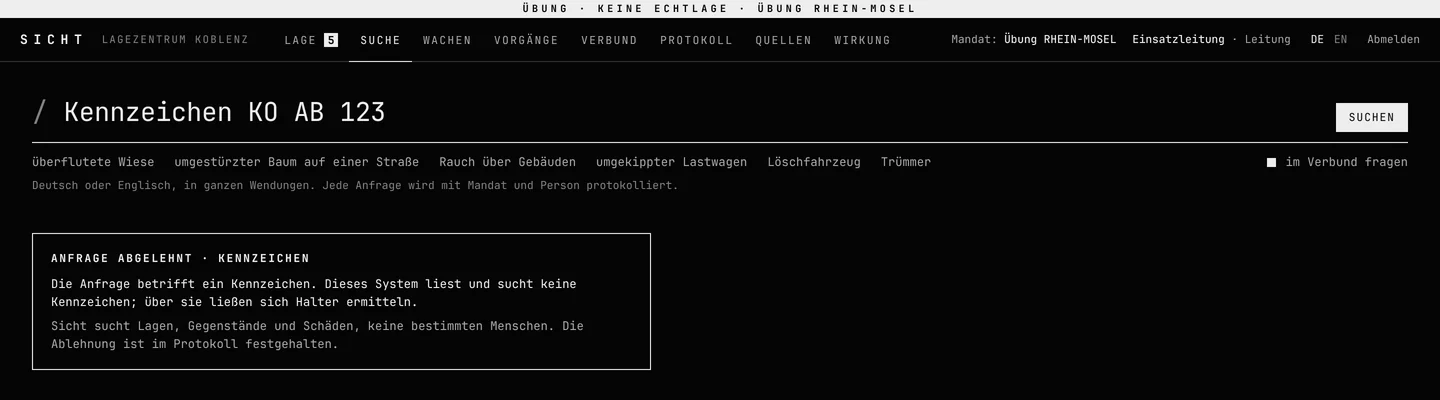 ÜBUNG · KEINE ECHTLAGE · ÜBUNG RHEIN-MOSEL
SICHT LAGEZENTRUM KOBLENZ LAGE 5 SUCHE WACHEN VORGÄNGE VERBUND PROTOKOLL QUELLEN WIRKUNG Mandat: Übung RHEIN-MOSEL Einsatzleitung · Leitung DE EN Abmelden
/ Kennzeichen KO AB 123 SUCHEN
überflutete Wiese umgestürzter Baum auf einer Straße Rauch über Gebäuden umgekippter Lastwagen Löschfahrzeug Trümmer im Verbund fragen
Deutsch oder Englisch, in ganzen Wendungen. Jede Anfrage wird mit Mandat und Person protokolliert.
ANFRAGE ABGELEHNT · KENNZEICHEN
Die Anfrage betrifft ein Kennzeichen. Dieses System liest und sucht keine
Kennzeichen; über sie ließen sich Halter ermitteln.
Sicht sucht Lagen, Gegenstände und Schäden, keine bestimmten Menschen. Die
Ablehnung ist im Protokoll festgehalten.